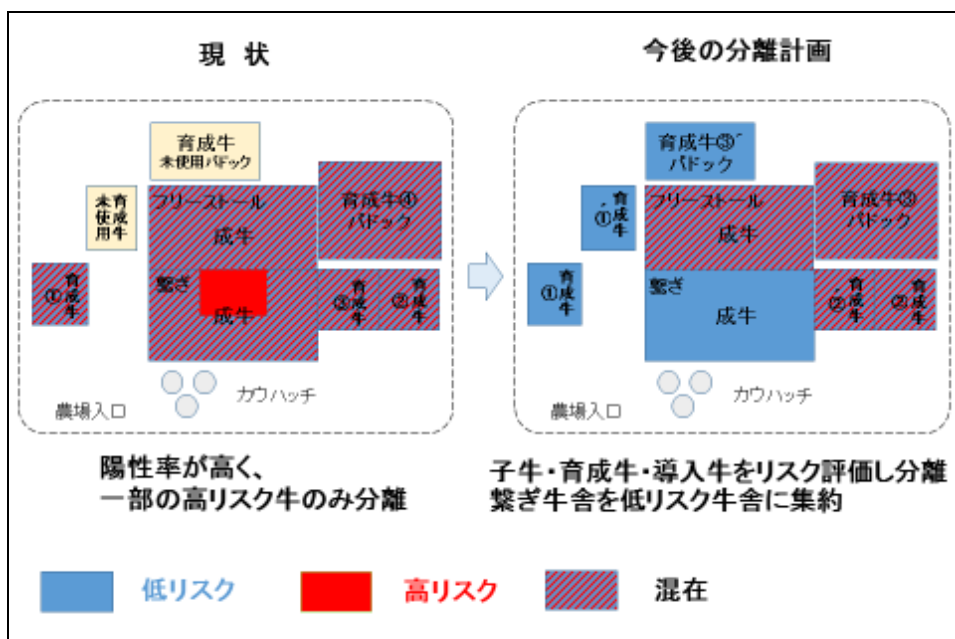 現 状
育成牛
未使用パドック
育成牛
未使用
フリーストール
成牛
育成牛④
パドック
育成牛
①
繋ぎ
成牛
育成牛
③
育成牛
②
カウハッチ
農場入口
陽性率が高く、
一部の高リスク牛のみ分離
今後の分離計画
育成牛③´
パドック
育成牛
①´
フリーストール
成牛
育成牛③
パドック
育成牛
①
繋ぎ
成牛
育成牛
②´
育成牛
②
カウハッチ
農場入口
子牛・育成牛・導入牛をリスク評価し分離
繋ぎ牛舎を低リスク牛舎に集約
低リスク
高リスク
混在